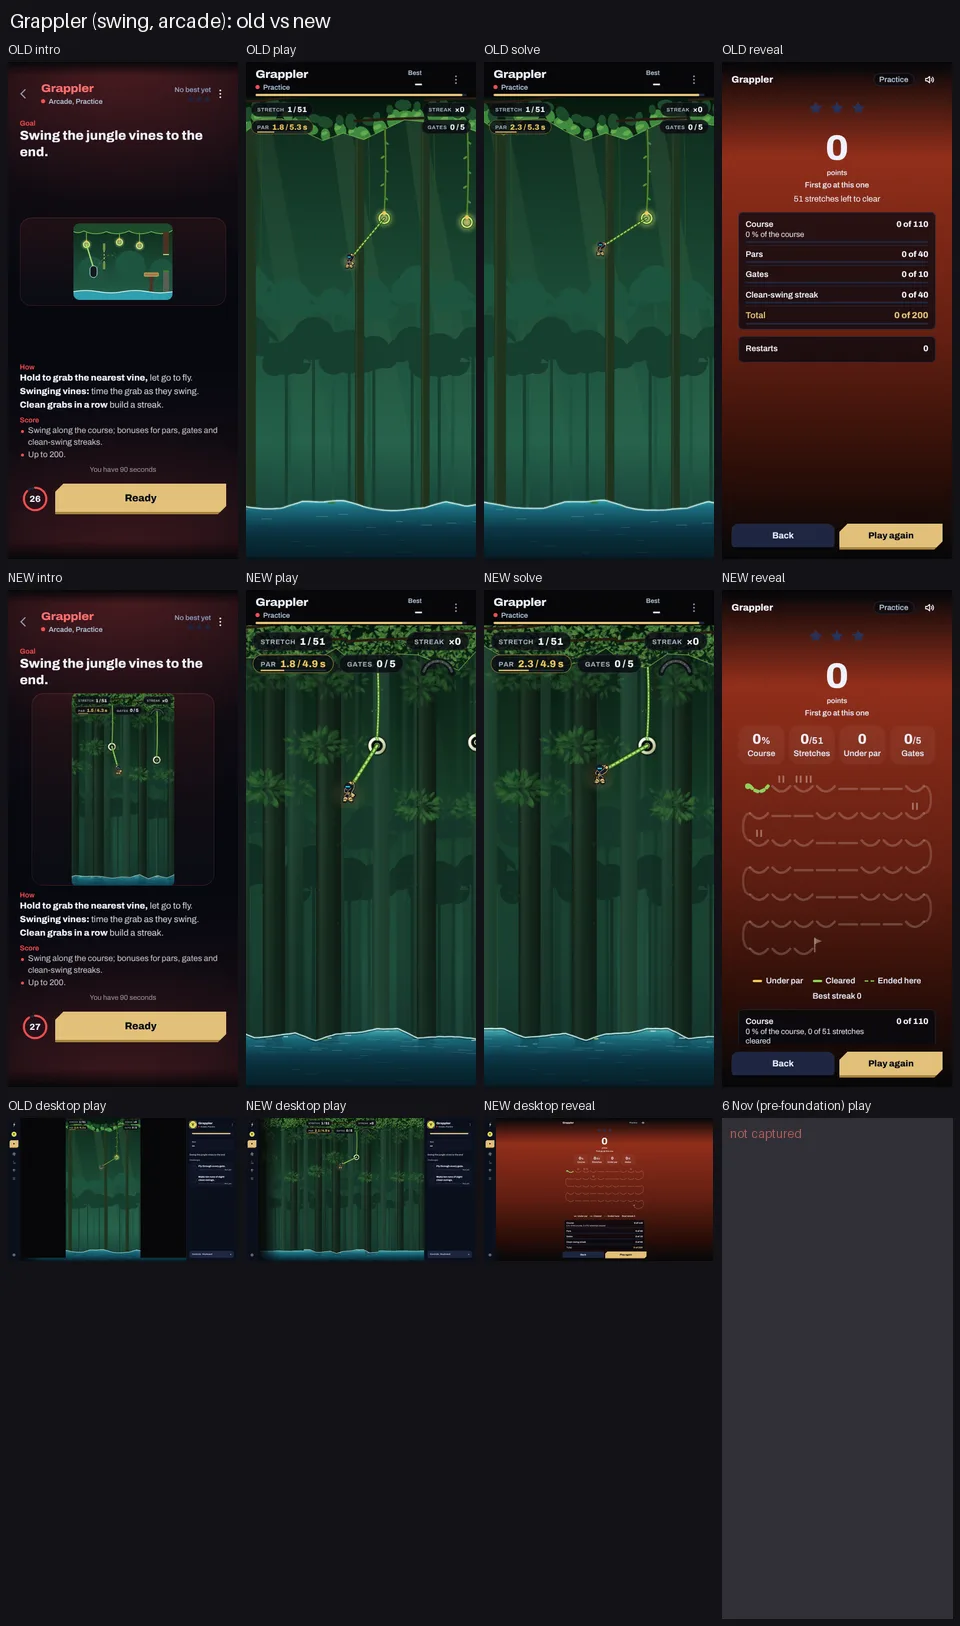 Grappler (swing, arcade): old vs new
OLD intro
OLD play
OLD solve
OLD reveal
Grappler
Arcade, Practice
No best yet
Goal
Swing the jungle vines to the
end.
How
Hold to grab the nearest vine, let go to fly.
Swinging vines: time the grab as they swing.
Clean grabs in a row build a streak.
Score
Swing along the course; bonuses for pars, gates and
clean-swing streaks.
Up to 200.
You have 90 seconds
26
Ready
Grappler
Practice
Best
STRETCH 1/51
STREAK x0
PAR 1.8/5.3 s
GATES 0/5
Grappler
Practice
Best
STRETCH 1/51
STREAK x0
PAR 2.3/5.3 s
GATES 0/5
Grappler
Practice
0
points
First go at this one
51 stretches left to clear
Course 0 of 110
0 % of the course
Pars 0 of 40
Gates 0 of 10
Clean-swing streak 0 of 40
Total 0 of 200
Restarts 0
Back
Play again
NEW intro
NEW play
NEW solve
NEW reveal
Grappler
Arcade, Practice
No best yet
Goal
Swing the jungle vines to the
end.
STRETCH 1/51
STREAK x0
GATES 0/5
How
Hold to grab the nearest vine, let go to fly.
Swinging vines: time the grab as they swing.
Clean grabs in a row build a streak.
Score
Swing along the course; bonuses for pars, gates and
clean-swing streaks.
Up to 200.
You have 90 seconds
27
Ready
Grappler
Practice
Best
STRETCH 1/51
STREAK x0
PAR 1.8/4.9 s
GATES 0/5
Grappler
Practice
Best
STRETCH 1/51
STREAK x0
PAR 2.3/4.9 s
GATES 0/5
Grappler
Practice
0
points
First go at this one
0%
Course
0/51
Stretches
0
Under par
0/5
Gates
Under par
Cleared
Ended here
Best streak 0
Course 0 of 110
0 % of the course, 0 of 51 stretches
cleared
Back
Play again
OLD desktop play
NEW desktop play
NEW desktop reveal
6 Nov (pre-foundation) play
not captured